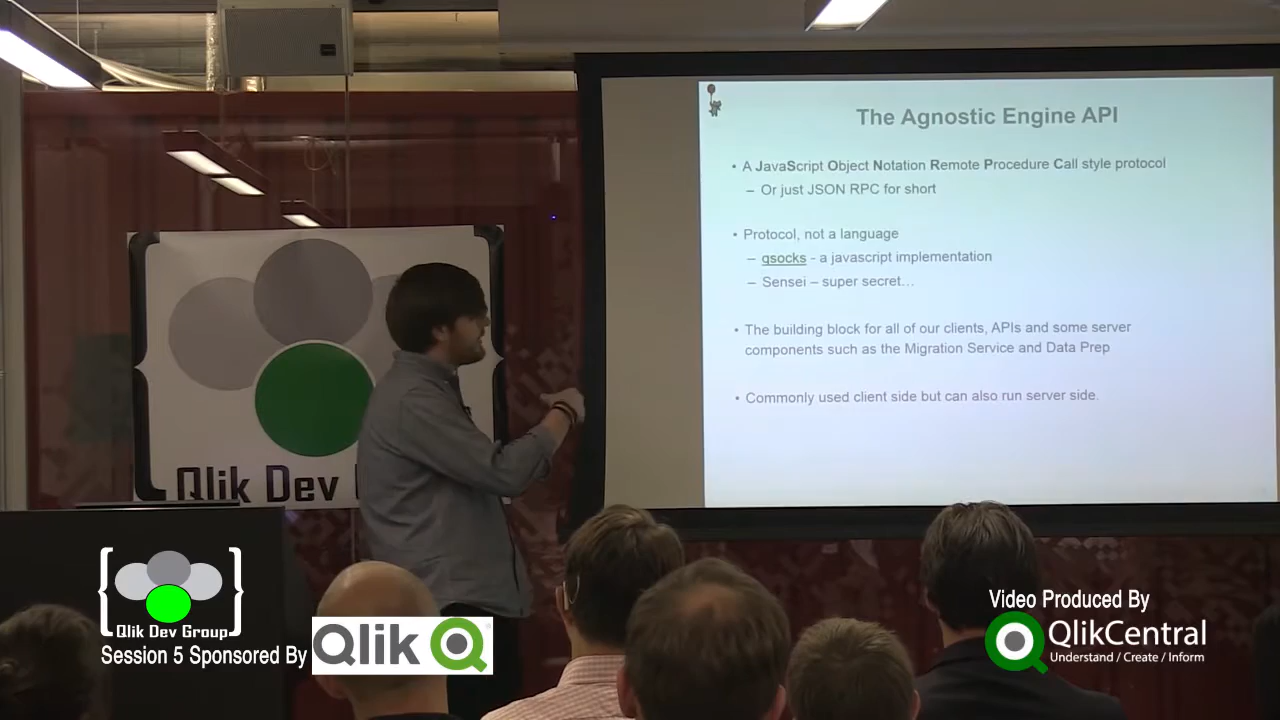 The Agnostic Engine API
• A JavaScript Object Notation Remote Procedure Call style protocol
– Or just JSON RPC for short
• Protocol, not a language
– qsocks - a javascript implementation
– Sensei – super secret…
• The building block for all of our clients, APIs and some server
components such as the Migration Service and Data Prep
• Commonly used client side but can also run server side.
Qlik Dev
Qlik Dev Group
Session 5 Sponsored By
Qlik
Video Produced By
QlikCentral
Understand / Create / Inform